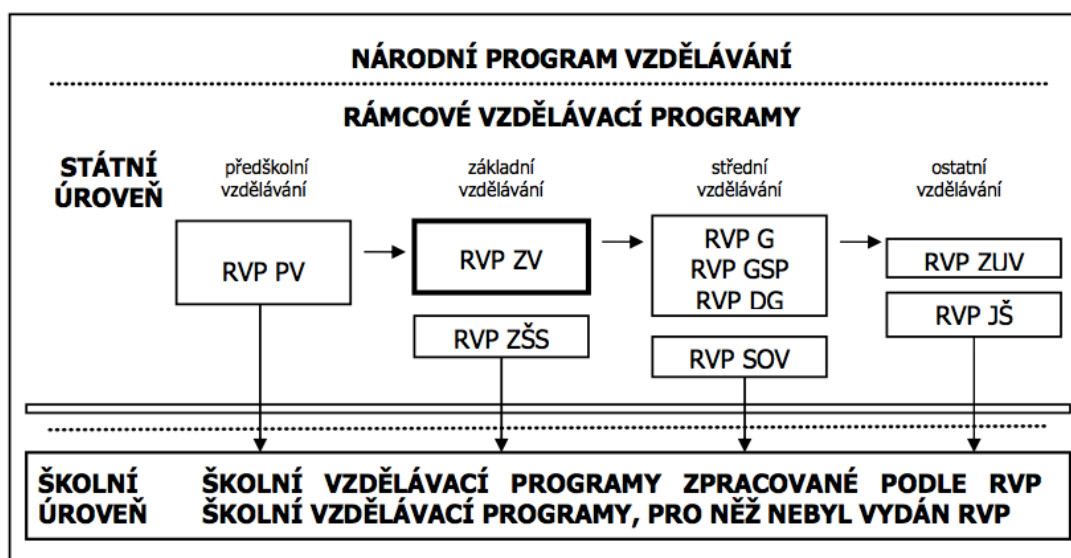 NÁRODNÍ PROGRAM VZDĚLÁVÁNÍ
RÁMCOVÉ VZDĚLÁVACÍ PROGRAMY
STÁTNÍ
ÚROVEŇ
předškolní
vzdělávání
základní
vzdělávání
střední
vzdělávání
ostatní
vzdělávání
RVP PV
RVP ZV
RVP ZŠS
RVP G
RVP GSP
RVP DG
RVP SOV
RVP ZUV
RVP JŠ
ŠKOLNÍ ŠKOLNÍ VZDĚLÁVACÍ PROGRAMY ZPRACOVANÉ PODLE RVP
ÚROVEŇ ŠKOLNÍ VZDĚLÁVACÍ PROGRAMY, PRO NĚŽ NEBYL VYDÁN RVP